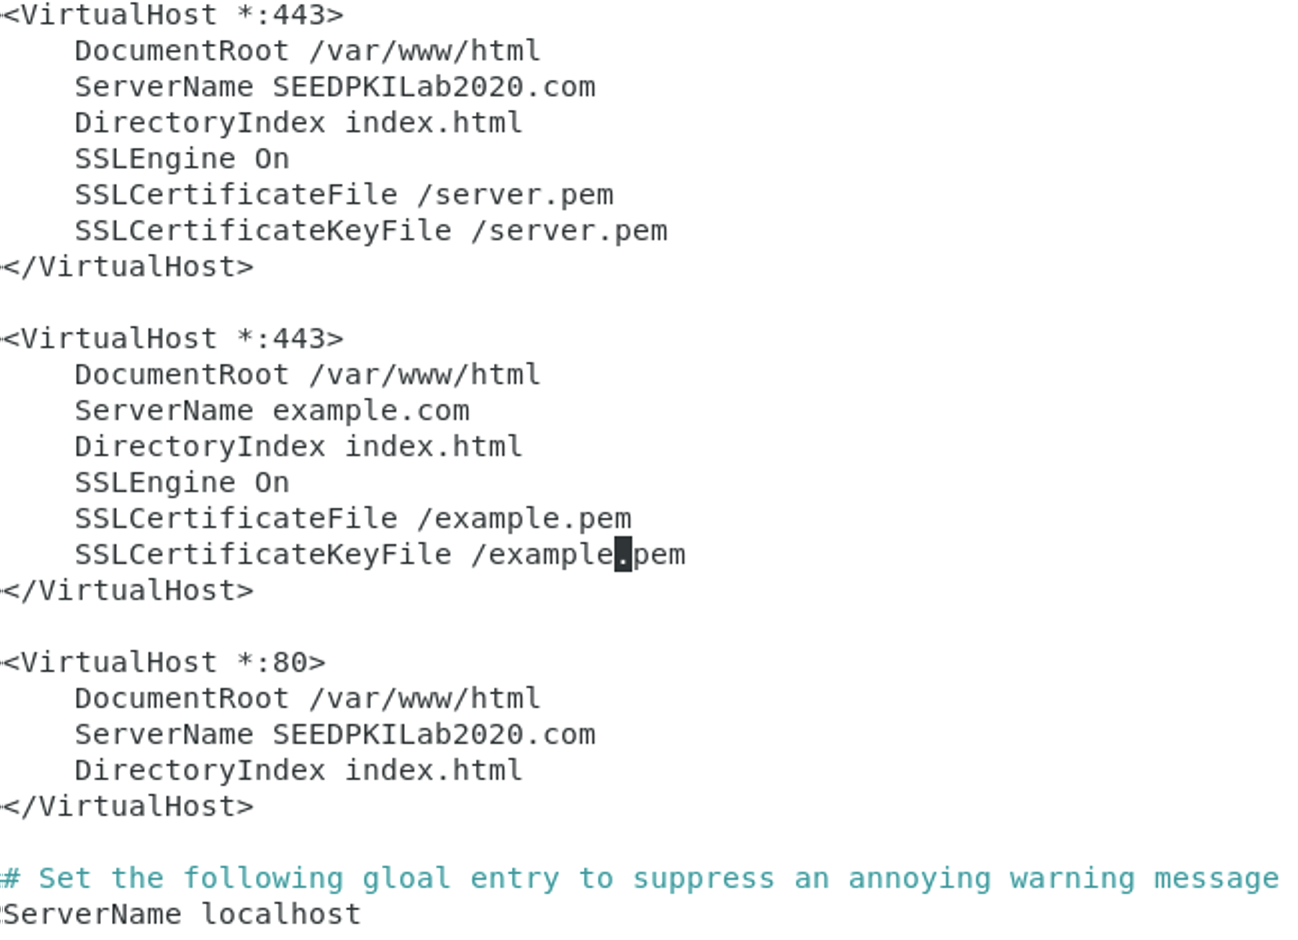 <VirtualHost *:443>
    DocumentRoot /var/www/html
    ServerName SEEDPKILab2020.com
    DirectoryIndex index.html
    SSLEngine On
    SSLCertificateFile /server.pem
    SSLCertificateKeyFile /server.pem
</VirtualHost>

<VirtualHost *:443>
    DocumentRoot /var/www/html
    ServerName example.com
    DirectoryIndex index.html
    SSLEngine On
    SSLCertificateFile /example.pem
    SSLCertificateKeyFile /example.pem
</VirtualHost>

<VirtualHost *:80>
    DocumentRoot /var/www/html
    ServerName SEEDPKILab2020.com
    DirectoryIndex index.html
</VirtualHost>

# Set the following gloal entry to suppress an annoying warning message
ServerName localhost